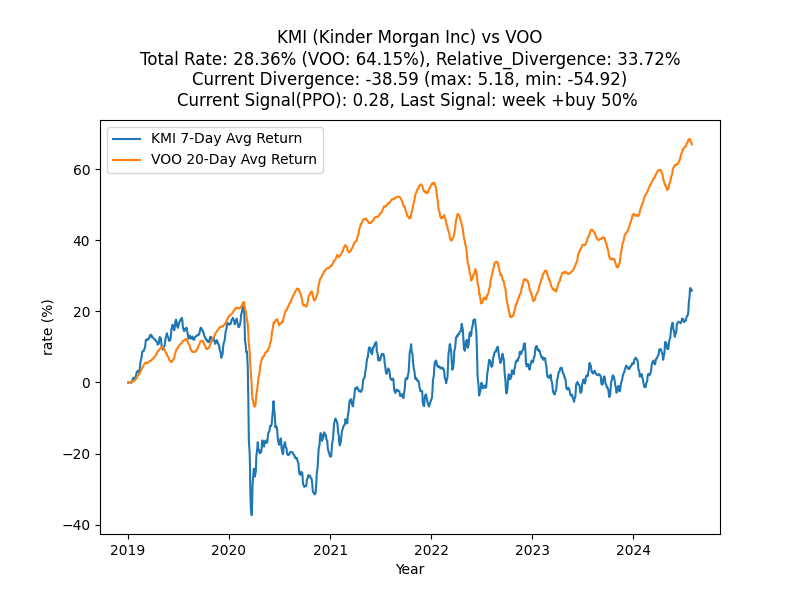 KMI (Kinder Morgan Inc) vs VOO
Total Rate: 28.36% (VOO: 64.15%), Relative_Divergence: 33.72%
Current Divergence: -38.59 (max: 5.18, min: -54.92)
Current Signal(PPO): 0.28, Last Signal: week +buy 50%
KMI 7-Day Avg Return
VOO 20-Day Avg Return
rate (%)
60
40
20
0
−20
−40
2019
2020
2021
2022
2023
2024
Year